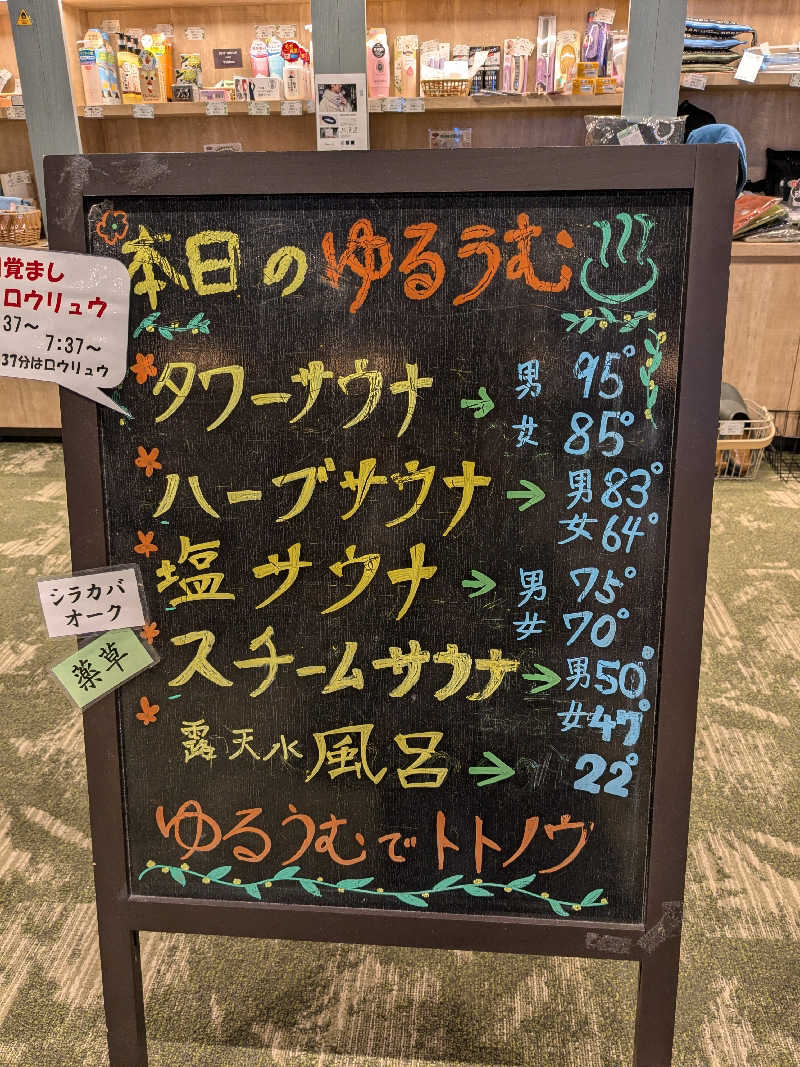 本日のゆるうむ
覚まし
ロウリュウ
37〜
7:37〜
37分はロウリュウ
タワーサウナ → 男 95°
女 85°
ハーブサウナ → 男 83°
女 64°
塩サウナ → 男 75°
女 70°
シラカバ
オーク
薬草
スチームサウナ → 男 50°
女 47°
露天水風呂 → 22°
ゆるうむでトトノウ